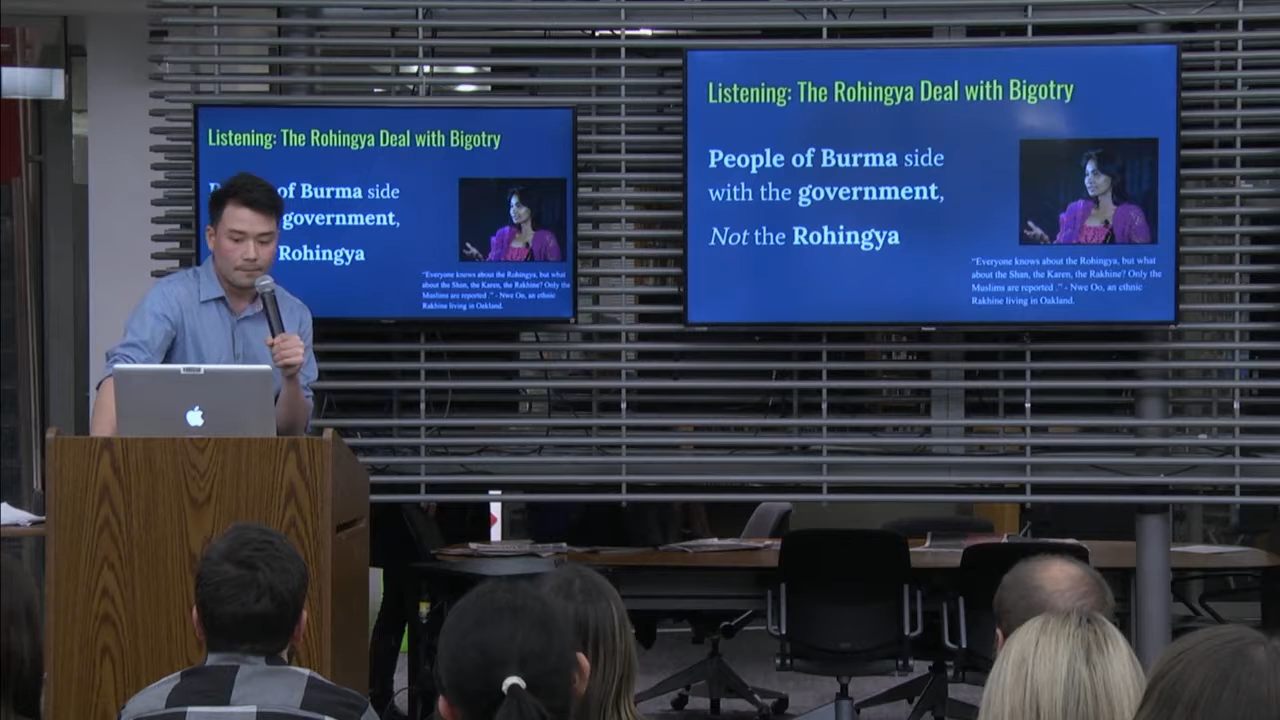 Listening: The Rohingya Deal with Bigotry
of Burma side
government,
Rohingya
"Everyone knows about the Rohingya, but what
about the Shan, the Karen, the Rakhine? Only the
Muslims are reported ." - Nwe Oo, an ethnic
Rakhine living in Oakland.
Listening: The Rohingya Deal with Bigotry
People of Burma side
with the government,
Not the Rohingya
"Everyone knows about the Rohingya, but what
about the Shan, the Karen, the Rakhine? Only the
Muslims are reported ." - Nwe Oo, an ethnic
Rakhine living in Oakland.